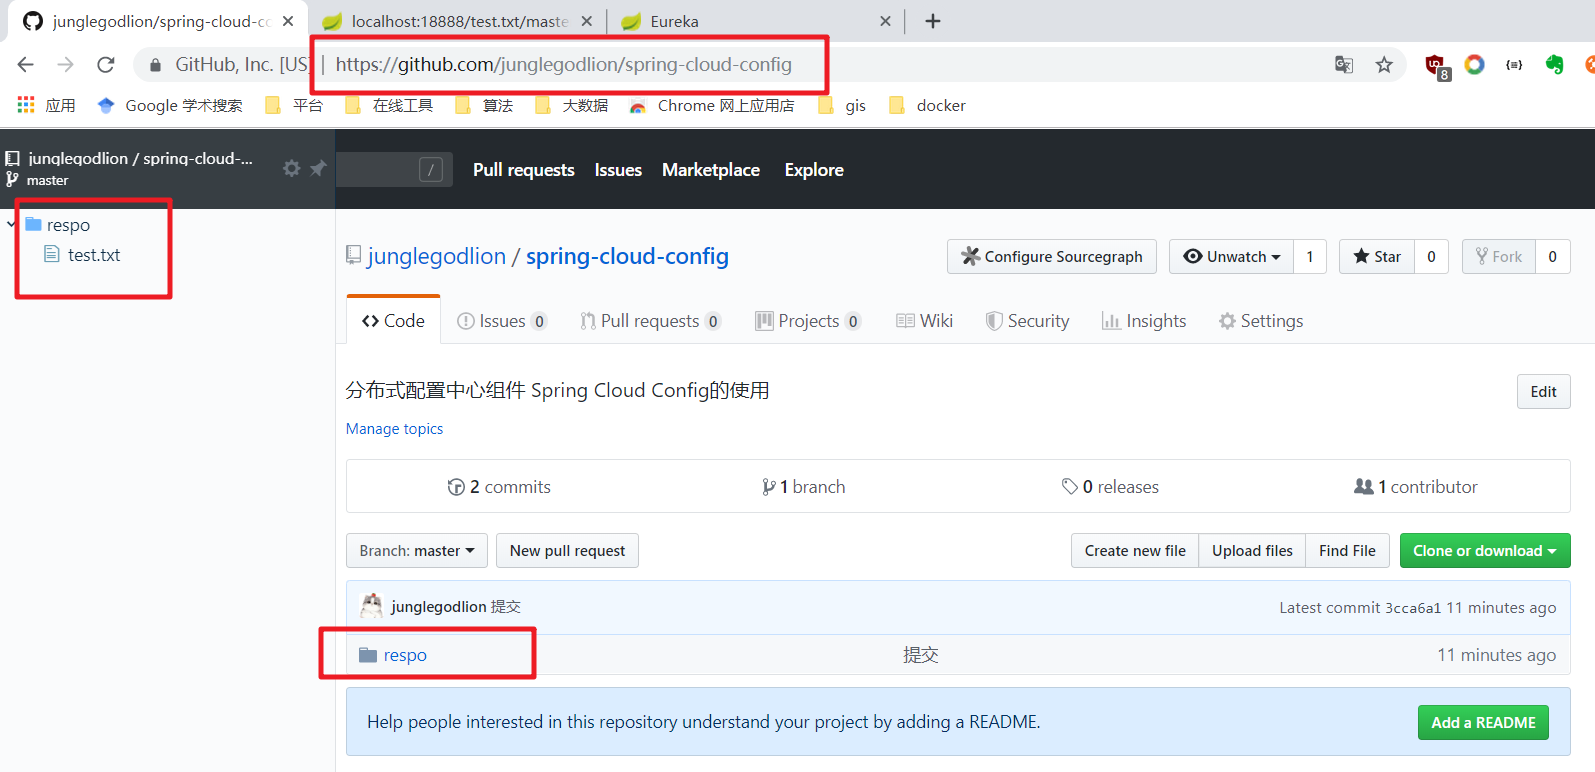 junglegodlion/spring-cloud-co
localhost:18888/test.txt/maste
Eureka
GitHub, Inc. [US] | https://github.com/junglegodlion/spring-cloud-config
8
应用
Google 学术搜索
平台
在线工具
算法
大数据
Chrome 网上应用店
gis
docker
junglegodlion / spring-cloud-...
master
/
Pull requests
Issues
Marketplace
Explore
respo
test.txt
junglegodlion / spring-cloud-config
Configure Sourcegraph
Unwatch
1
Star
0
Fork
0
Code
Issues 0
Pull requests 0
Projects 0
Wiki
Security
Insights
Settings
分布式配置中心组件 Spring Cloud Config的使用
Edit
Manage topics
2 commits
1 branch
0 releases
1 contributor
Branch: master
New pull request
Create new file
Upload files
Find File
Clone or download
junglegodlion 提交
Latest commit 3cca6a1 11 minutes ago
respo
提交
11 minutes ago
Help people interested in this repository understand your project by adding a README.
Add a README